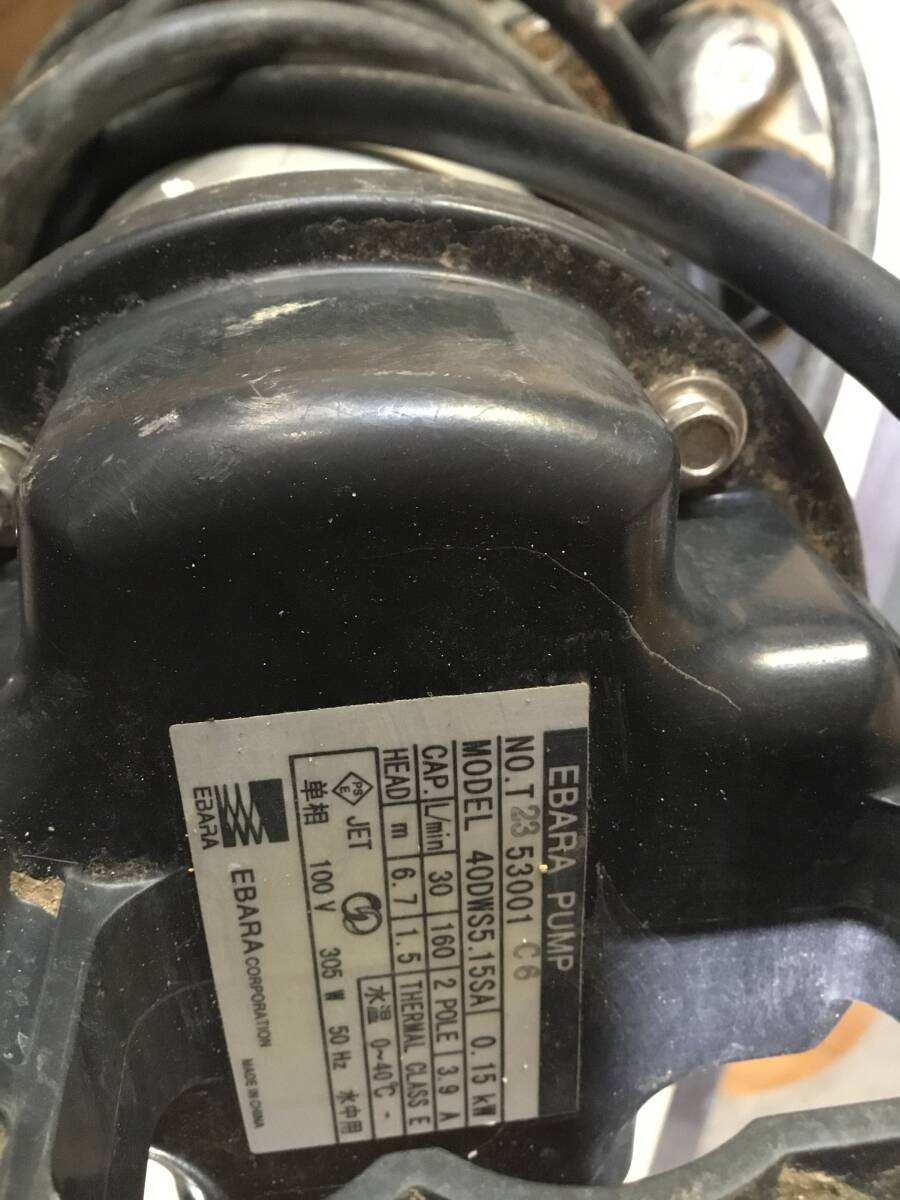 EBARA PUMP
NO. T 23 53001 C6
MODEL 40DWS5.15SA 0.15 kW
CAP. L/min 30 160 2 POLE 3.9 A
HEAD m 6.7 1.5 THERMAL CLASS E
PS E JET 水温 0~40℃ -
単相 100 V 305 W 50 Hz 水中用
EBARA EBARA CORPORATION MADE IN CHINA